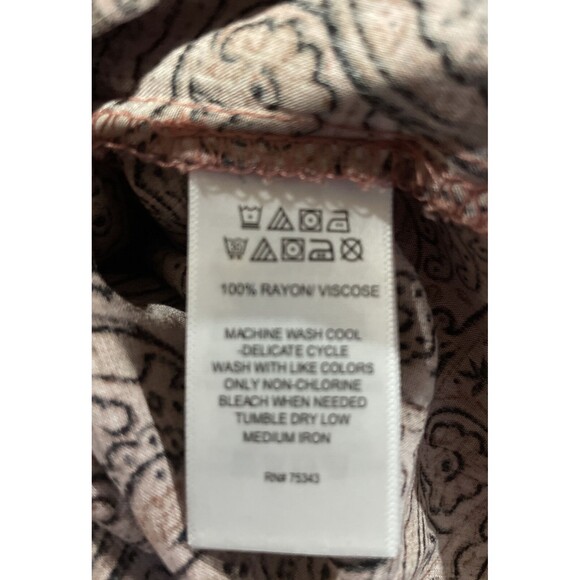 100% RAYON/ VISCOSE
MACHINE WASH COOL
-DELICATE CYCLE
WASH WITH LIKE COLORS
ONLY NON-CHLORINE
BLEACH WHEN NEEDED
TUMBLE DRY LOW
MEDIUM IRON
RN# 75343